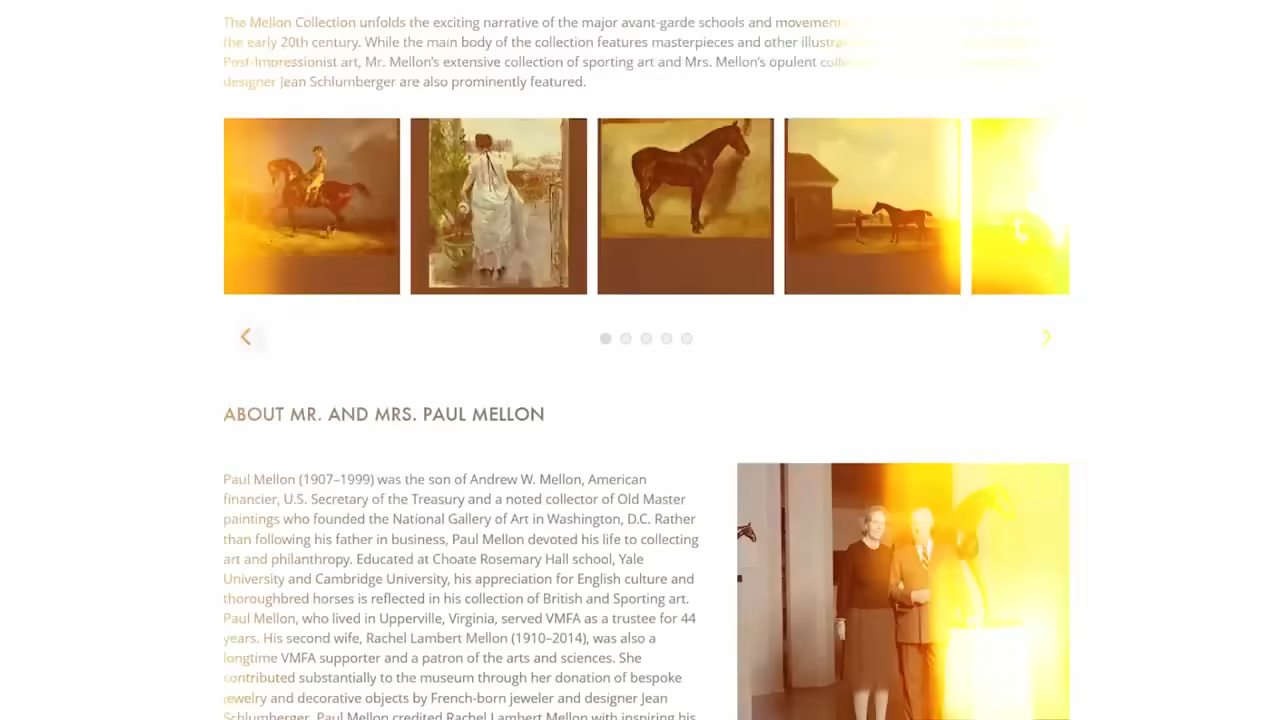 The Mellon Collection unfolds the exciting narrative of the major avant-garde schools and
the early 20th century. While the main body of the collection features masterpieces and other
Post-Impressionist art, Mr. Mellon’s extensive collection of sporting art and Mrs. Mellon’s opulent
designer Jean Schlumberger are also prominently featured.
ABOUT MR. AND MRS. PAUL MELLON
Paul Mellon (1907–1999) was the son of Andrew W. Mellon, American
financier, U.S. Secretary of the Treasury and a noted collector of Old Master
paintings who founded the National Gallery of Art in Washington, D.C. Rather
than following his father in business, Paul Mellon devoted his life to collecting
art and philanthropy. Educated at Choate Rosemary Hall school, Yale
University and Cambridge University, his appreciation for English culture and
thoroughbred horses is reflected in his collection of British and Sporting art.
Paul Mellon, who lived in Upperville, Virginia, served VMFA as a trustee for 44
years. His second wife, Rachel Lambert Mellon (1910–2014), was also a
longtime VMFA supporter and a patron of the arts and sciences. She
contributed substantially to the museum through her donation of bespoke
jewelry and decorative objects by French-born jeweler and designer Jean
Schlumberger. Paul Mellon credited Rachel Lambert Mellon with inspiring his